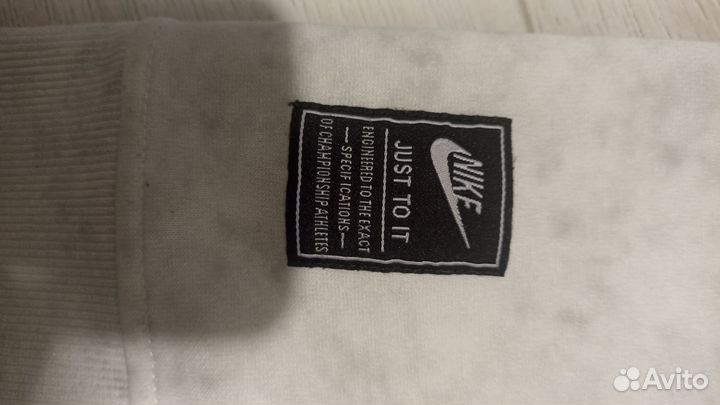 NIKE
JUST TO IT
ENGINEERED TO THE EXACT
— SPECIFICATIONS —
OF CHAMPIONSHIP ATHLETES
Avito